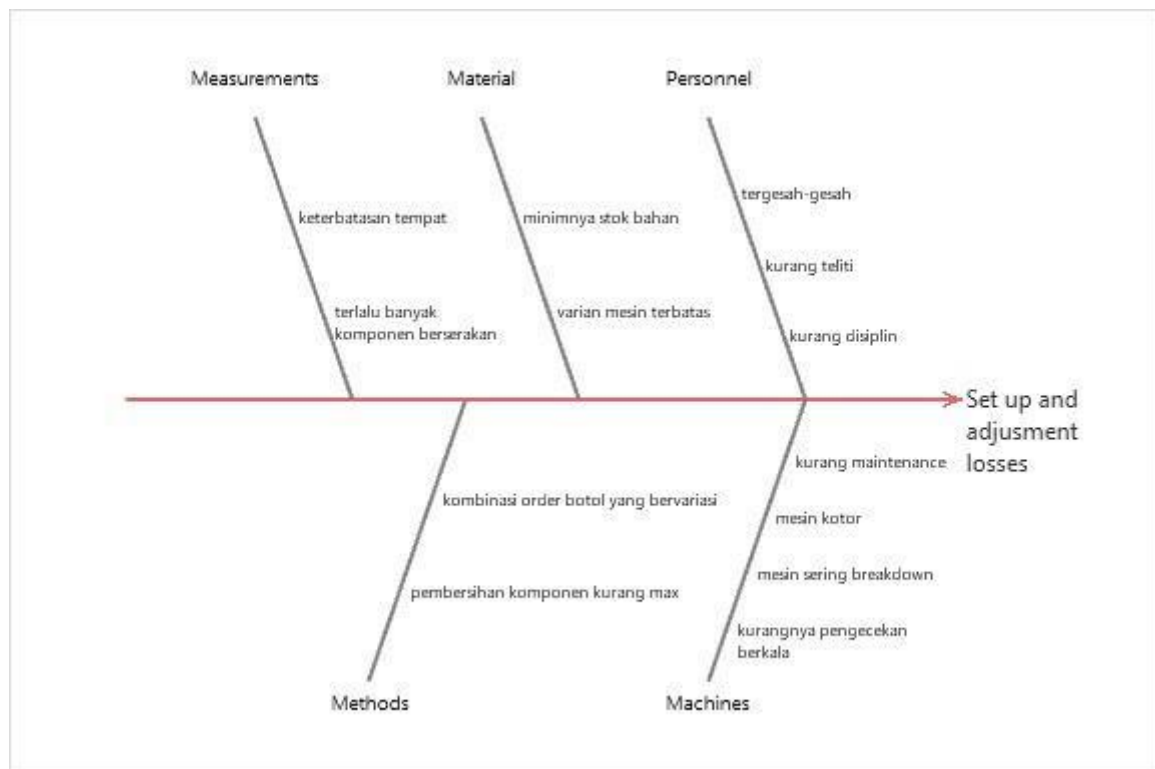 Measurements
Material
Personnel
tergesah-gesah
keterbatasan tempat
minimnya stok bahan
kurang teliti
terlalu banyak
komponen berserakan
varian mesin terbatas
kurang disiplin
Set up and
adjusment
losses
kurang maintenance
kombinasi order botol yang bervariasi
mesin kotor
mesin sering breakdown
pembersihan komponen kurang max
kurangnya pengecekan
berkala
Methods
Machines